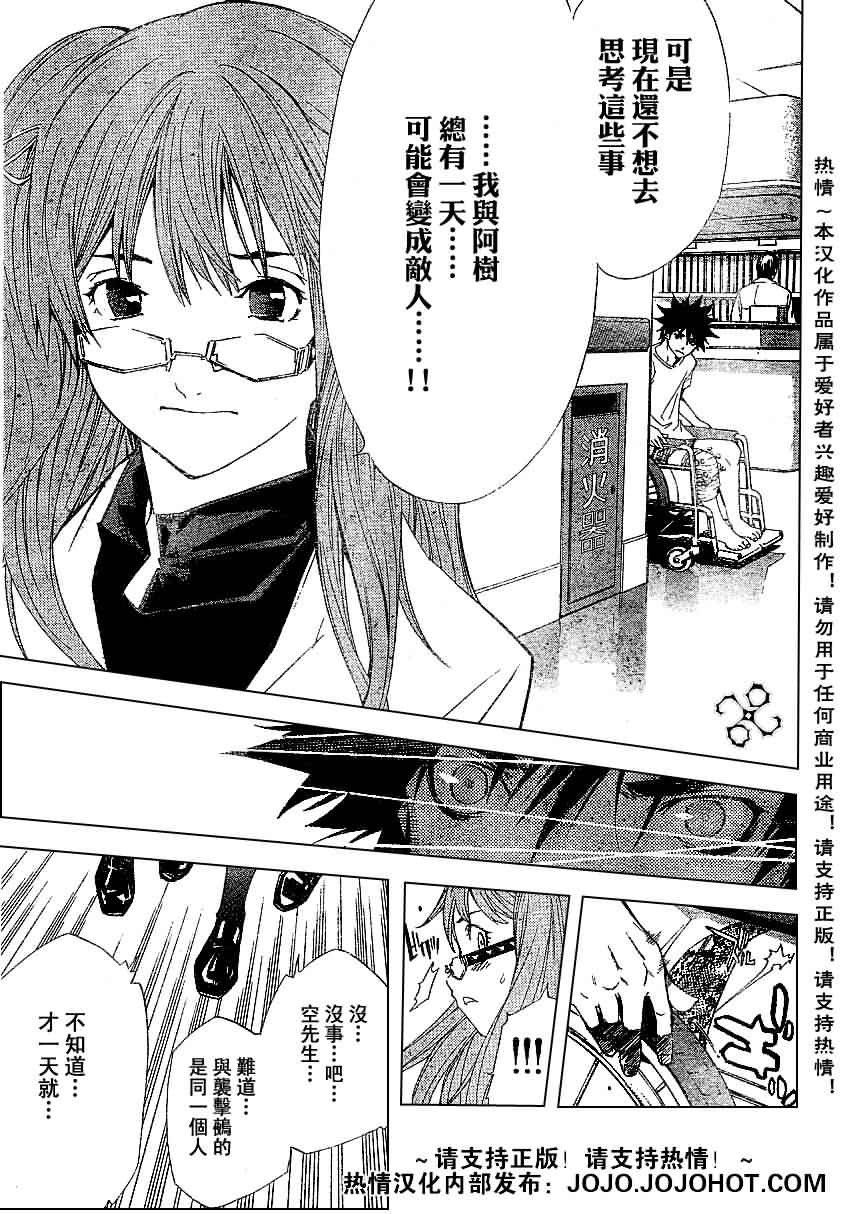 可是
現在還不想去
思考這些事
……我與阿樹
總有一天……
可能會變成敵人……!!
消火器
!!!
沒…
沒事…吧…
空先生…
難道…
與襲擊鵺的
是同一個人
不知道…
才一天就…
热情～本汉化作品属于爱好者兴趣爱好制作！请勿用于任何商业用途！请支持正版！请支持热情！
～请支持正版！请支持热情！～
热情汉化内部发布：JOJO.JOJOHOT.COM